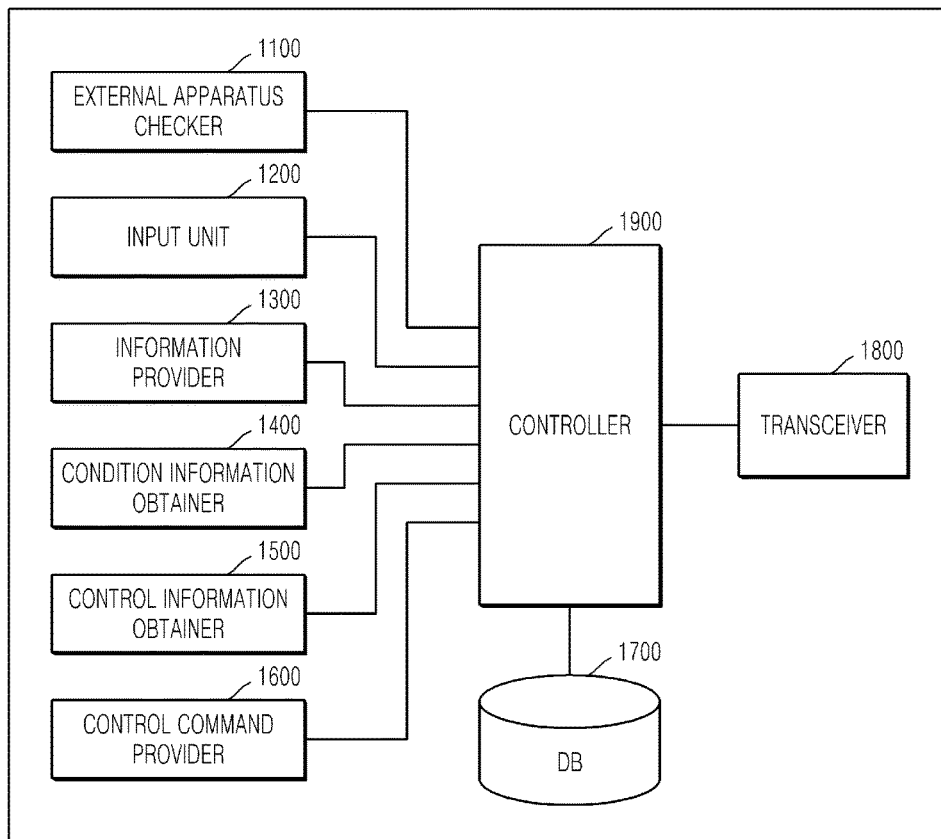 1100
EXTERNAL APPARATUS
CHECKER
1200
INPUT UNIT
1300
INFORMATION
PROVIDER
1400
CONDITION INFORMATION
OBTAINER
1500
CONTROL INFORMATION
OBTAINER
1600
CONTROL COMMAND
PROVIDER
1900
CONTROLLER
1700
DB
1800
TRANSCEIVER